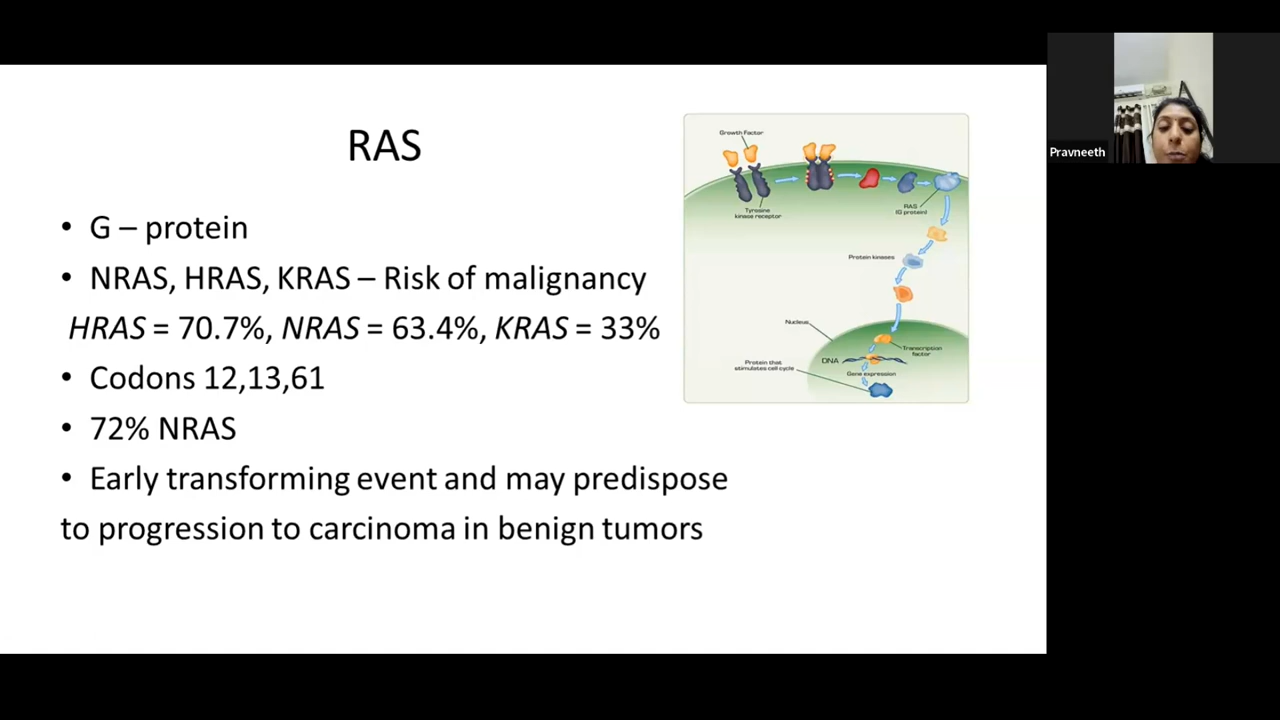 RAS
• G – protein
• NRAS, HRAS, KRAS – Risk of malignancy
HRAS = 70.7%, NRAS = 63.4%, KRAS = 33%
• Codons 12,13,61
• 72% NRAS
• Early transforming event and may predispose
to progression to carcinoma in benign tumors
Growth Factor
Tyrosine
kinase receptor
RAS
(G protein)
Protein kinases
Nucleus
Transcription
factor
DNA
Protein that
stimulates cell cycle
Gene expression
Pravneeth